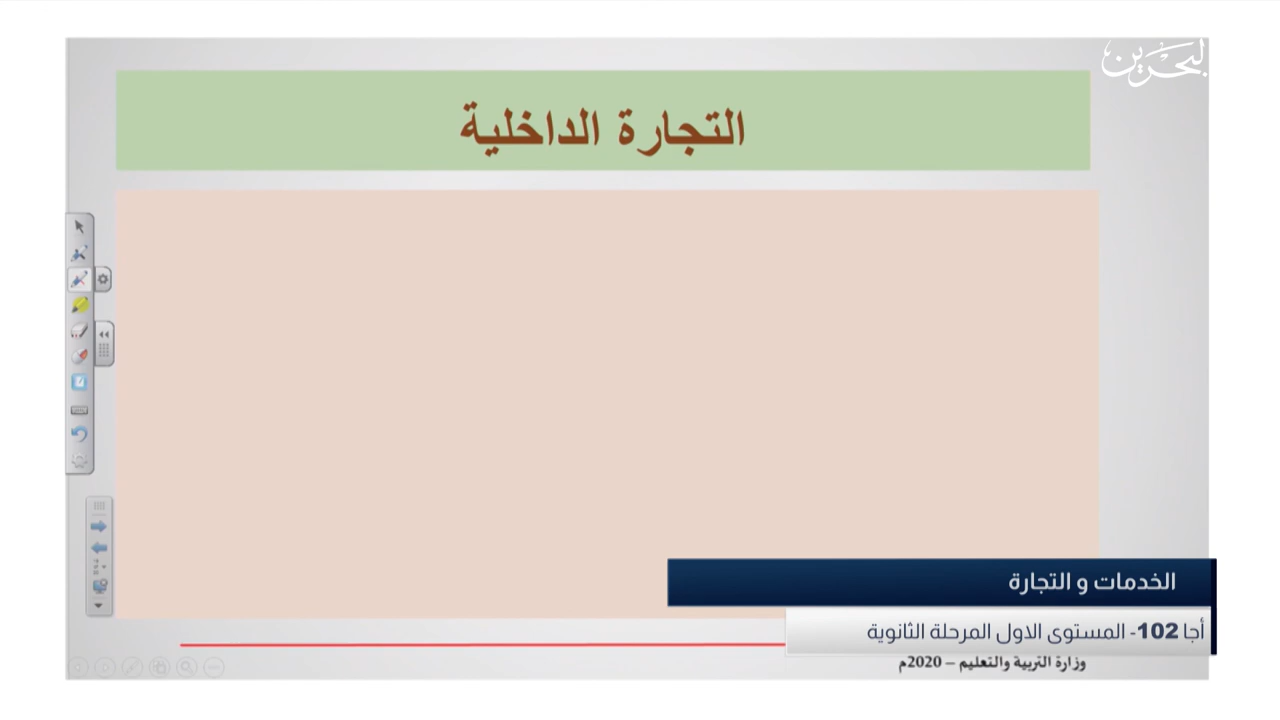 البحرين
التجارة الداخلية
الخدمات و التجارة
أجا 102- المستوى الاول المرحلة الثانوية
وزارة التربية والتعليم – 2020م